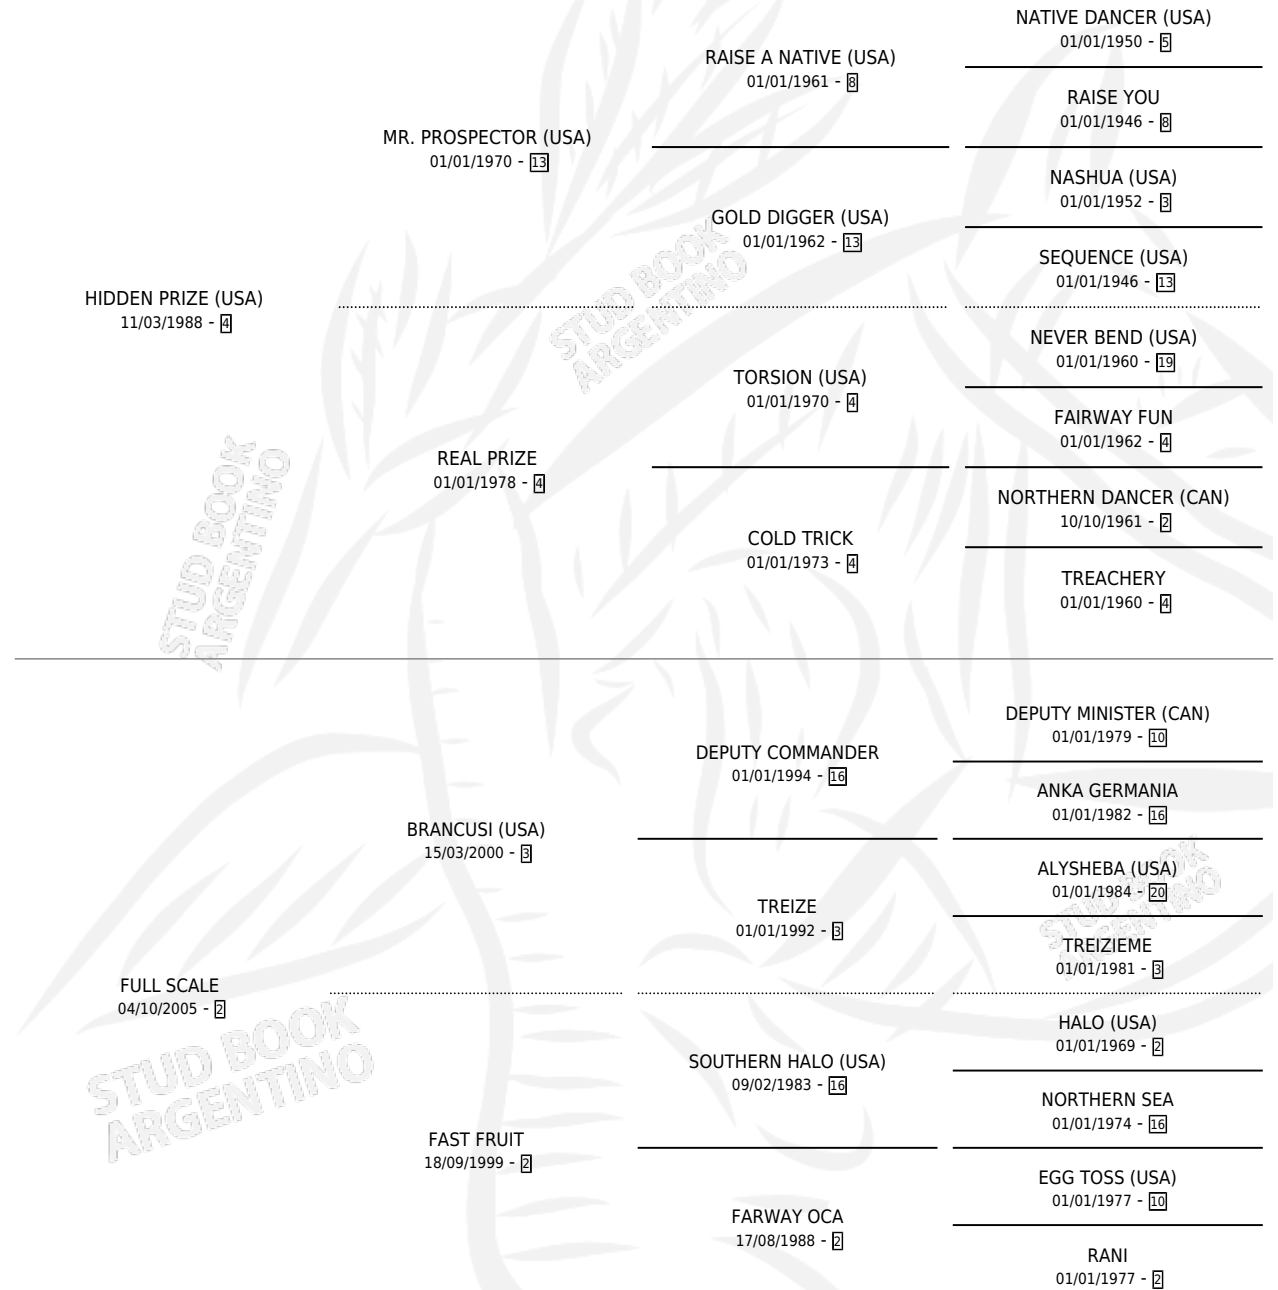 NATIVE DANCER (USA)
01/01/1950 - 5
RAISE A NATIVE (USA)
01/01/1961 - 8
RAISE YOU
01/01/1946 - 8
MR. PROSPECTOR (USA)
01/01/1970 - 13
NASHUA (USA)
01/01/1952 - 3
GOLD DIGGER (USA)
01/01/1962 - 13
SEQUENCE (USA)
01/01/1946 - 13
HIDDEN PRIZE (USA)
11/03/1988 - 4
NEVER BEND (USA)
01/01/1960 - 19
TORSION (USA)
01/01/1970 - 4
FAIRWAY FUN
01/01/1962 - 4
REAL PRIZE
01/01/1978 - 4
NORTHERN DANCER (CAN)
10/10/1961 - 2
COLD TRICK
01/01/1973 - 4
TREACHERY
01/01/1960 - 4
DEPUTY MINISTER (CAN)
01/01/1979 - 10
DEPUTY COMMANDER
01/01/1994 - 16
ANKA GERMANIA
01/01/1982 - 16
BRANCUSI (USA)
15/03/2000 - 3
ALYSHEBA (USA)
01/01/1984 - 20
TREIZE
01/01/1992 - 3
TREIZIEME
01/01/1981 - 3
FULL SCALE
04/10/2005 - 2
HALO (USA)
01/01/1969 - 2
SOUTHERN HALO (USA)
09/02/1983 - 16
NORTHERN SEA
01/01/1974 - 16
FAST FRUIT
18/09/1999 - 2
EGG TOSS (USA)
01/01/1977 - 10
FARWAY OCA
17/08/1988 - 2
RANI
01/01/1977 - 2
STUD BOOK
ARGENTINO
STUD BOOK
ARGENTINO
STUD BOOK
ARGENTINO
STUD BOOK
ARGENTINO